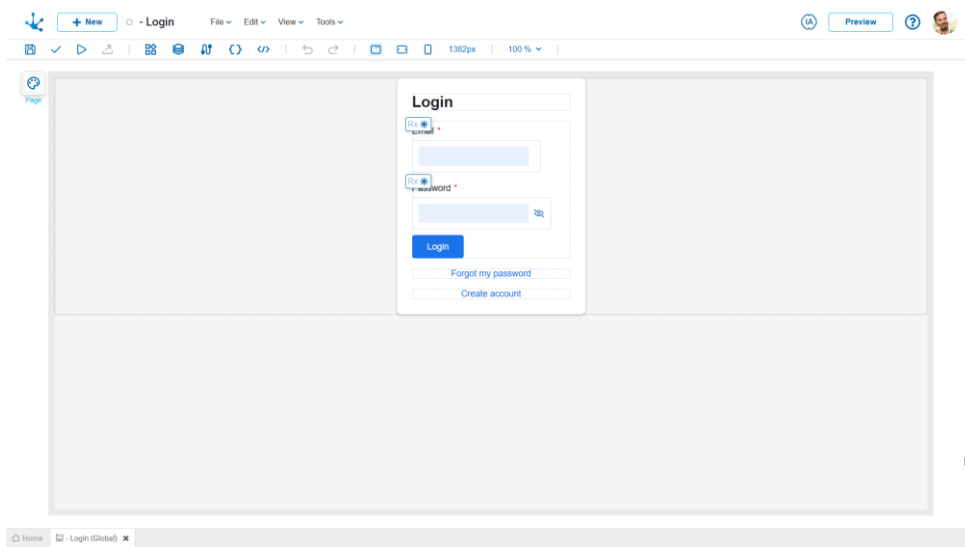 + New
- Login
File
Edit
View
Tools
IA
Preview
?
1382px
100 %
Page
Login
Rx
Email *
Rx
Password *
Login
Forgot my password
Create account
Home
- Login (Global)